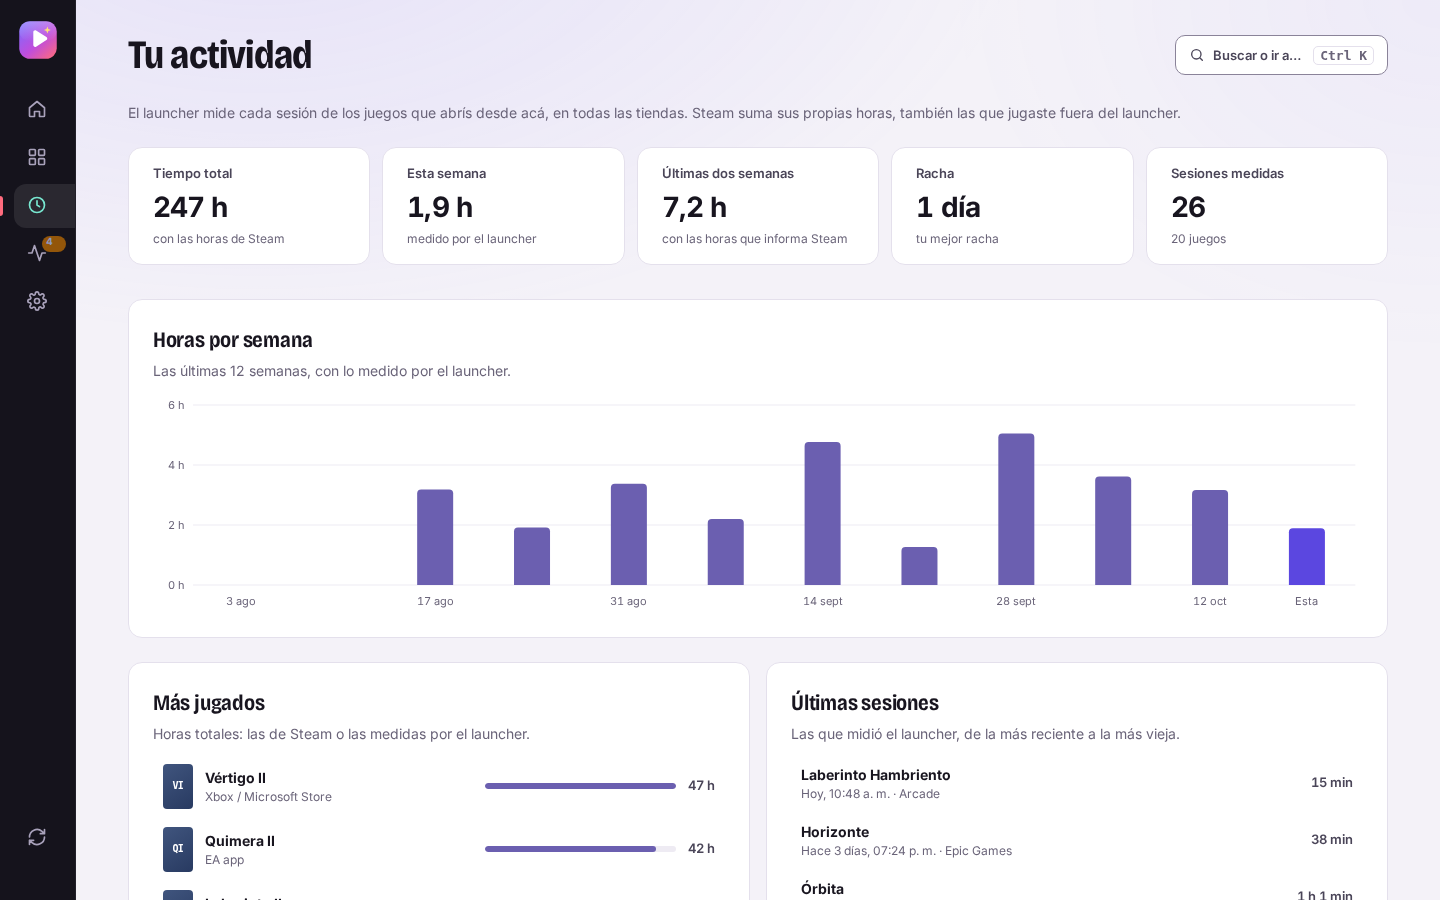 Tu actividad
Buscar o ir a... Ctrl K
El launcher mide cada sesión de los juegos que abrís desde acá, en todas las tiendas. Steam suma sus propias horas, también las que jugaste fuera del launcher.
Tiempo total
247 h
con las horas de Steam
Esta semana
1,9 h
medido por el launcher
Últimas dos semanas
7,2 h
con las horas que informa Steam
Racha
1 día
tu mejor racha
Sesiones medidas
26
20 juegos
4
Horas por semana
Las últimas 12 semanas, con lo medido por el launcher.
6 h
4 h
2 h
0 h
3 ago
17 ago
31 ago
14 sept
28 sept
12 oct
Esta
Más jugados
Horas totales: las de Steam o las medidas por el launcher.
VI
Vértigo II
Xbox / Microsoft Store
47 h
QI
Quimera II
EA app
42 h
Últimas sesiones
Las que midió el launcher, de la más reciente a la más vieja.
Laberinto Hambriento
Hoy, 10:48 a. m. · Arcade
15 min
Horizonte
Hace 3 días, 07:24 p. m. · Epic Games
38 min
Órbita
1 h 1 min